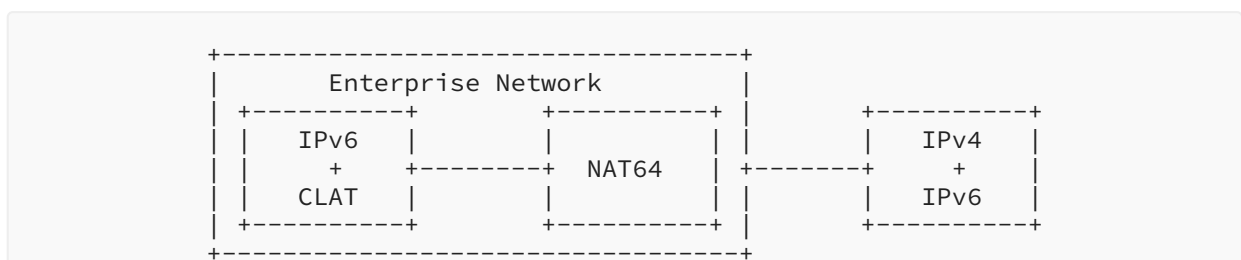 Enterprise Network
IPv6 IPv4
+ NAT64 +
CLAT IPv6